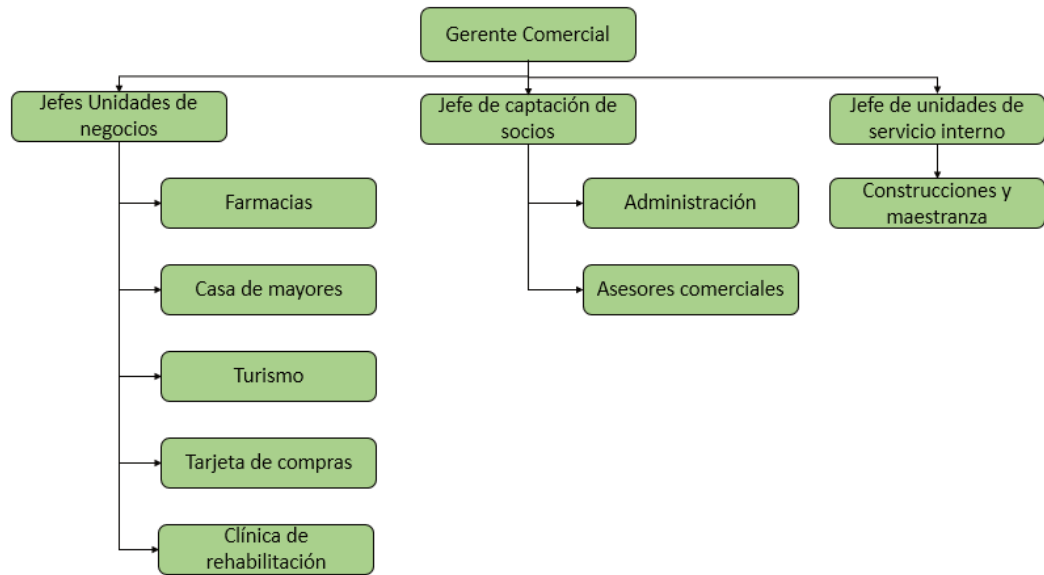 Gerente Comercial
Jefes Unidades de
negocios
Jefe de captación de
socios
Jefe de unidades de
servicio interno
Farmacias
Casa de mayores
Turismo
Tarjeta de compras
Clínica de
rehabilitación
Administración
Asesores comerciales
Construcciones y
maestranza